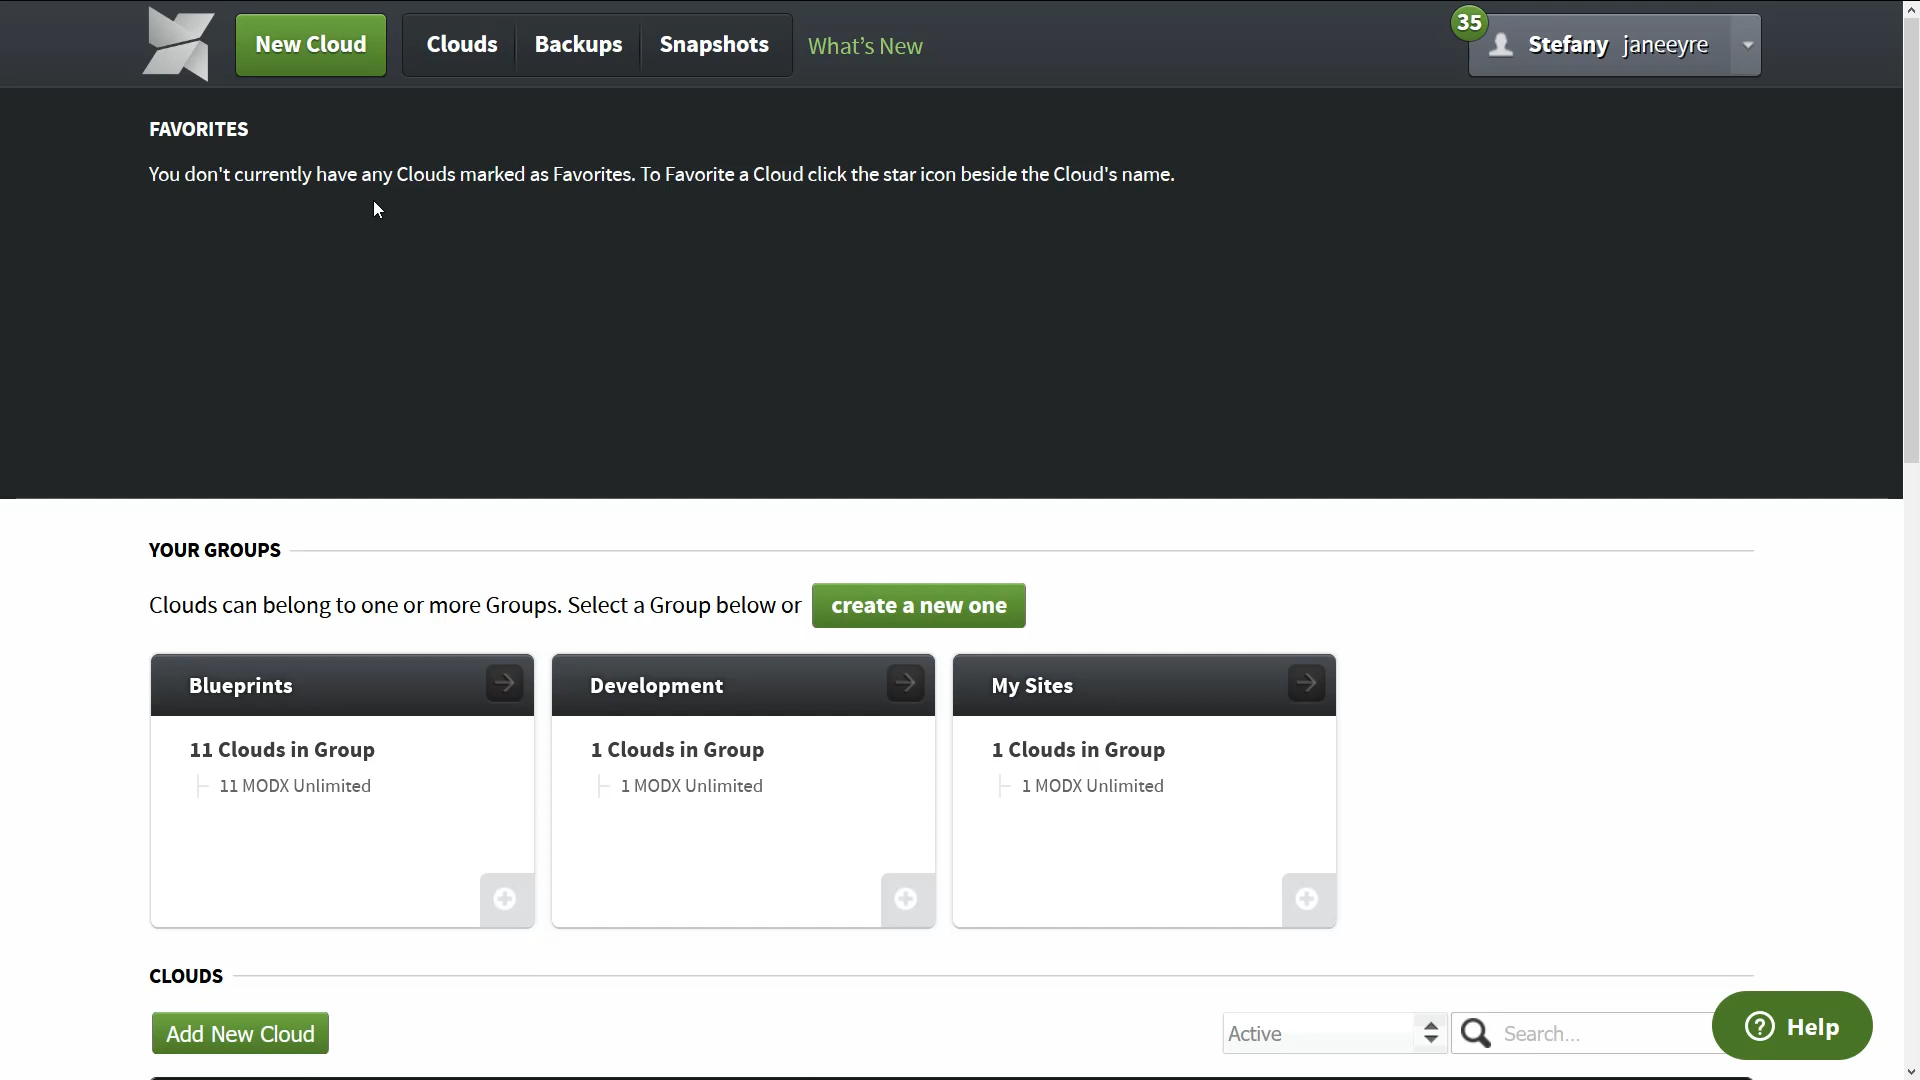 New Cloud
Clouds
Backups
Snapshots
What's New
35
Stefany janeeyre
FAVORITES
You don't currently have any Clouds marked as Favorites. To Favorite a Cloud click the star icon beside the Cloud's name.
YOUR GROUPS
Clouds can belong to one or more Groups. Select a Group below or
create a new one
Blueprints
11 Clouds in Group
11 MODX Unlimited
Development
1 Clouds in Group
1 MODX Unlimited
My Sites
1 Clouds in Group
1 MODX Unlimited
CLOUDS
Add New Cloud
Active
Search...
Help